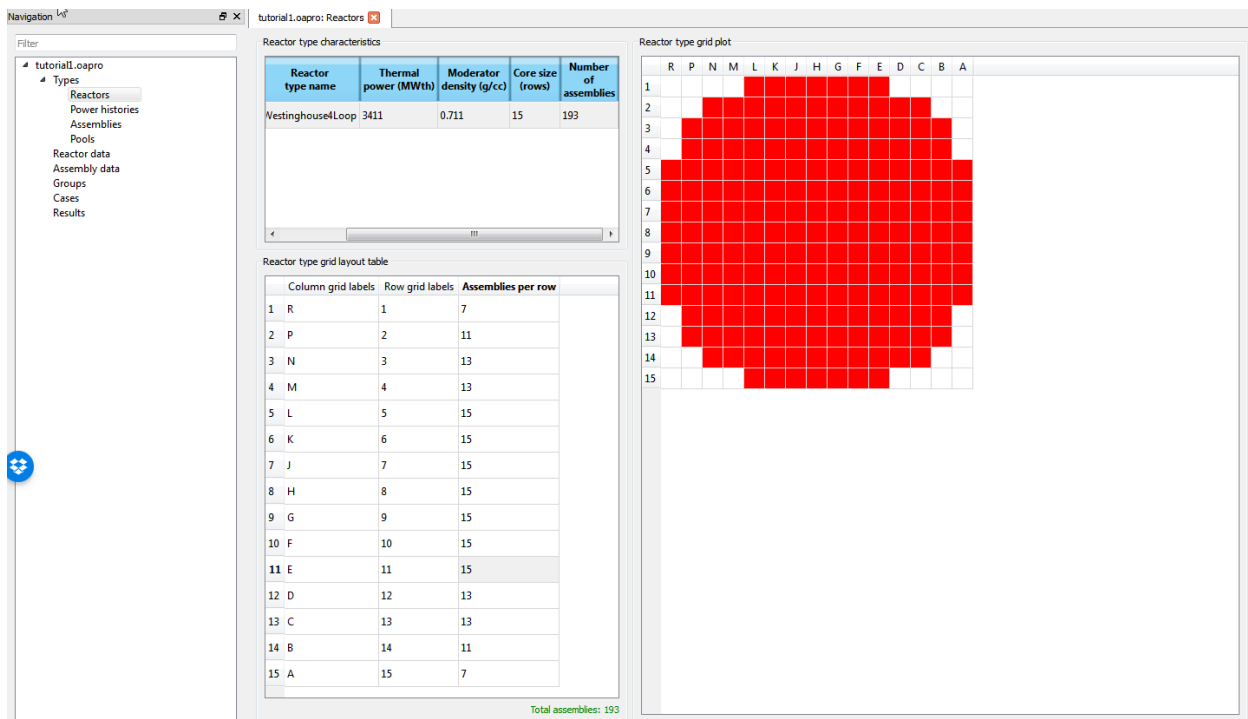 Navigation
tutorial1.oapro: Reactors
Filter
tutorial1.oapro
Types
Reactors
Power histories
Assemblies
Pools
Reactor data
Assembly data
Groups
Cases
Results
Reactor type characteristics
Reactor type name Thermal power (MWth) Moderator density (g/cc) Core size (rows) Number of assemblies
Westinghouse4Loop 3411 0.711 15 193
Reactor type grid layout table
Column grid labels Row grid labels Assemblies per row
1 R 1 7
2 P 2 11
3 N 3 13
4 M 4 13
5 L 5 15
6 K 6 15
7 J 7 15
8 H 8 15
9 G 9 15
10 F 10 15
11 E 11 15
12 D 12 13
13 C 13 13
14 B 14 11
15 A 15 7
Total assemblies: 193
Reactor type grid plot
R P N M L K J H G F E D C B A
1
2
3
4
5
6
7
8
9
10
11
12
13
14
15